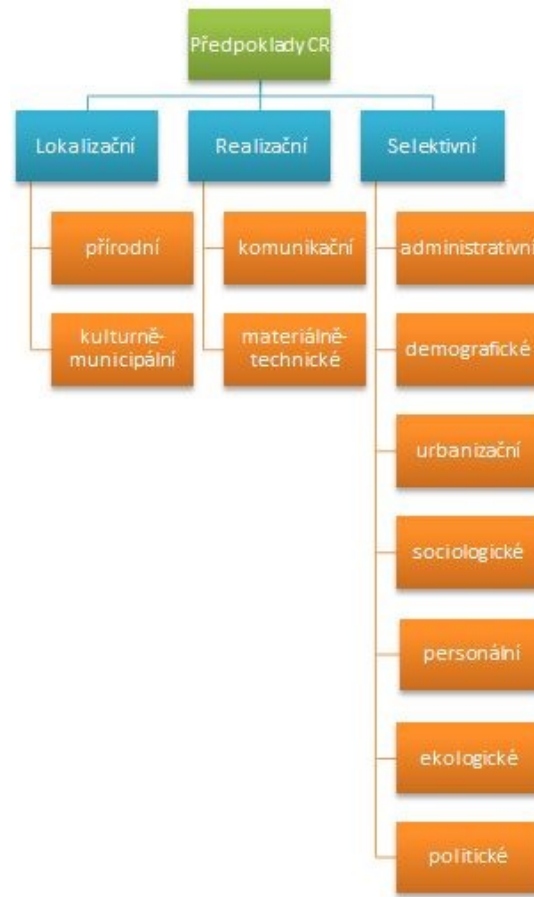 Předpoklady CR
Lokalizační
Realizační
Selektivní
přírodní
kulturně-
municipální
komunikační
materiálně-
technické
administrativní
demografické
urbanizační
sociologické
personální
ekologické
politické